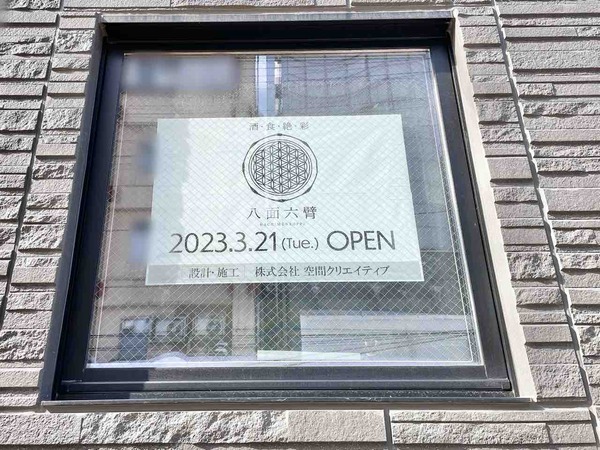 酒・食・絶・彩
八面六臂
2023.3.21(Tue.) OPEN
設計・施工 株式会社 空間クリエイティブ